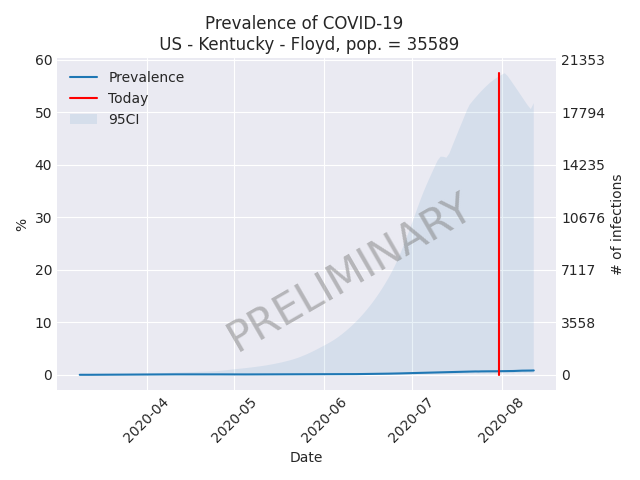 Prevalence of COVID-19
US - Kentucky - Floyd, pop. = 35589
Prevalence
Today
95CI
60
50
40
30
20
10
0
%
21353
17794
14235
10676
7117
3558
0
# of infections
PRELIMINARY
2020-04
2020-05
2020-06
2020-07
2020-08
Date